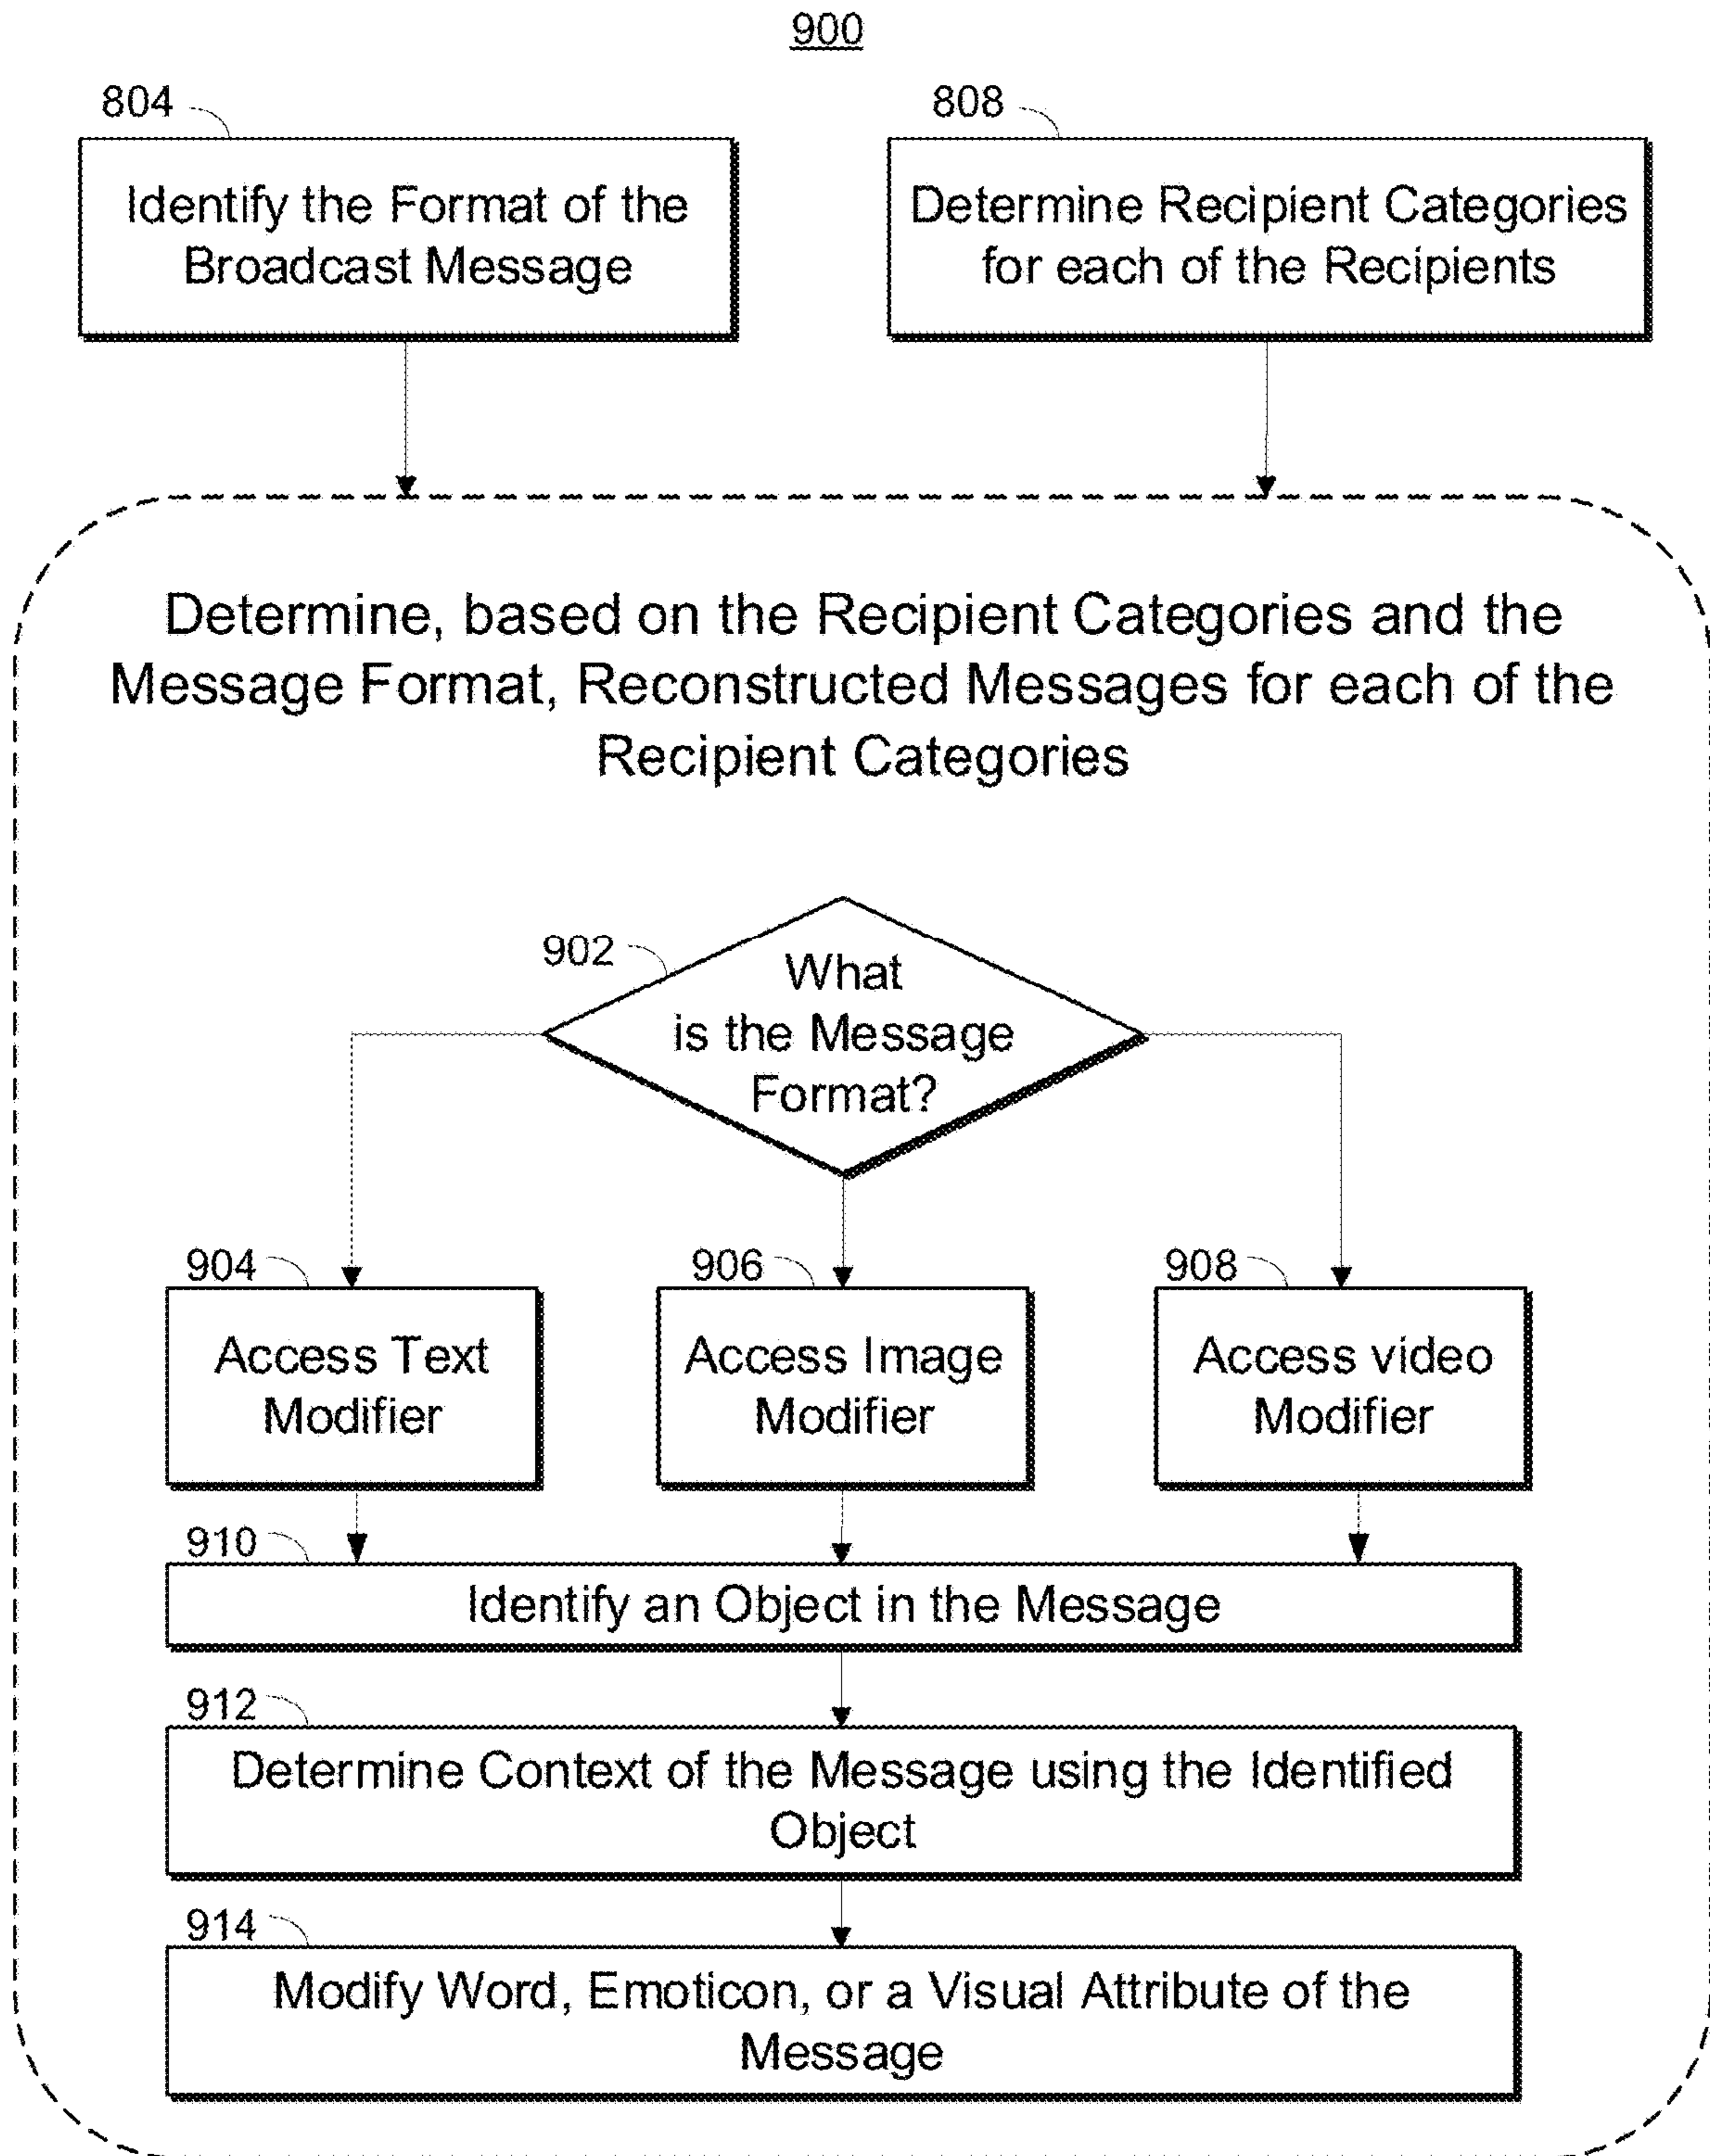 900
804
808
Identify the Format of the
Broadcast Message
Determine Recipient Categories
for each of the Recipients
Determine, based on the Recipient Categories and the
Message Format, Reconstructed Messages for each of the
Recipient Categories
902
What
is the Message
Format?
904
906
908
Access Text
Modifier
Access Image
Modifier
Access video
Modifier
910
Identify an Object in the Message
912
Determine Context of the Message using the Identified
Object
914
Modify Word, Emoticon, or a Visual Attribute of the
Message